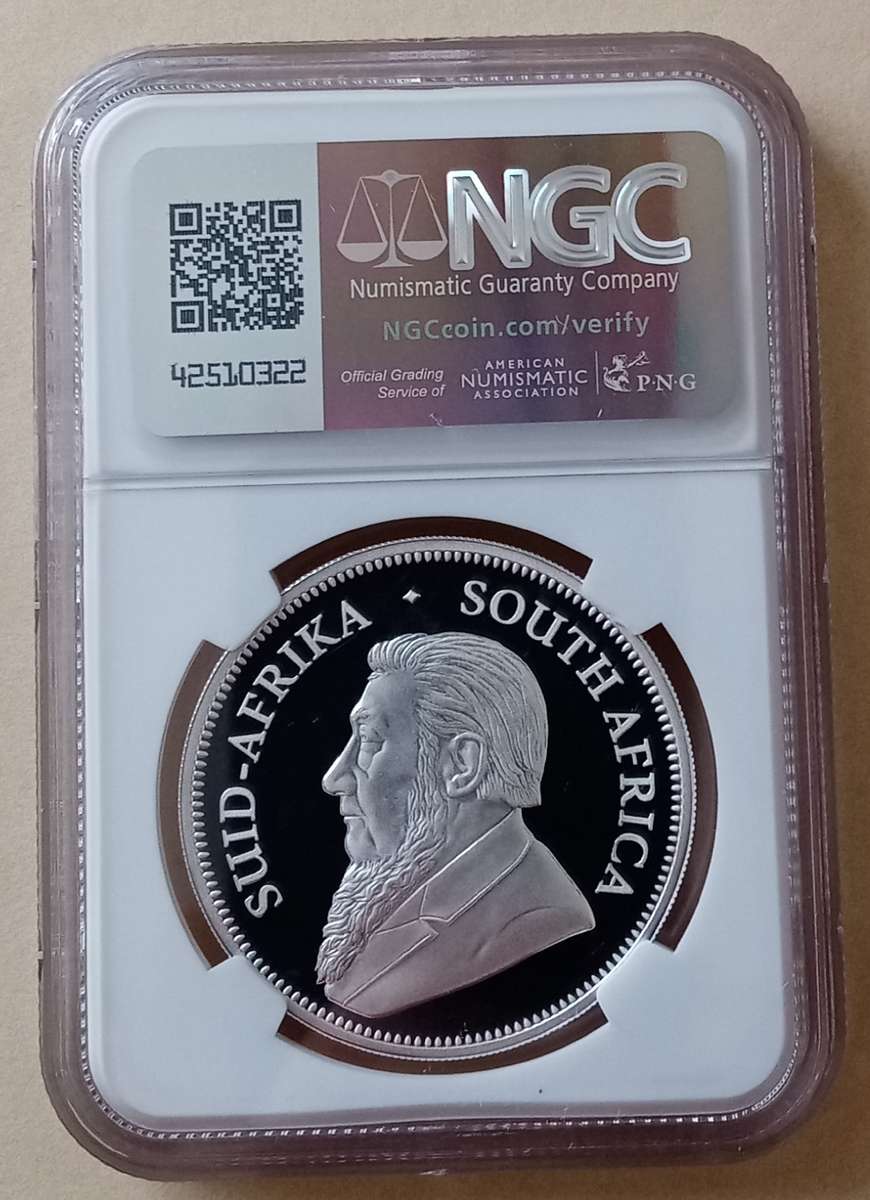 NGC
Numismatic Guaranty Company
NGCcoin.com/verify
42510322
Official Grading
Service of
AMERICAN
NUMISMATIC
ASSOCIATION
P·N·G
SUID-AFRIKA · SOUTH AFRICA